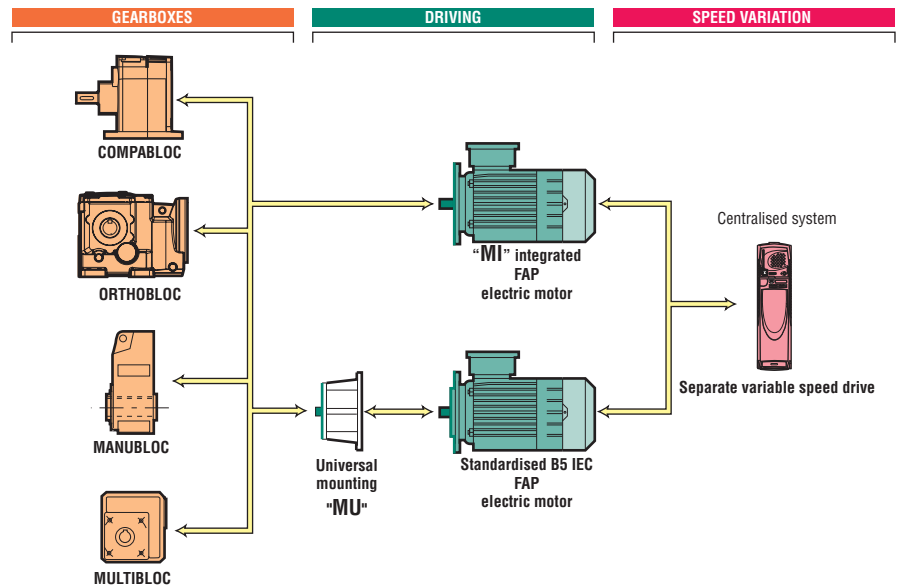 GEARBOXES
DRIVING
SPEED VARIATION
COMPABLOC
ORTHOBLOC
MANUBLOC
MULTIBLOC
“MI” integrated
FAP
electric motor
Universal
mounting
"MU"
Standardised B5 IEC
FAP
electric motor
Centralised system
Separate variable speed drive